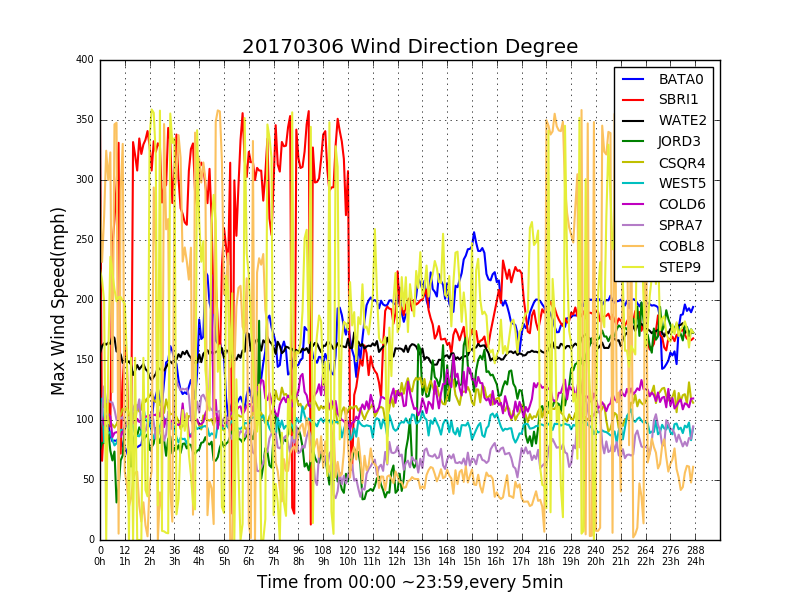 20170306 Wind Direction Degree
400
350
300
250
200
150
100
50
0
Max Wind Speed(mph)
BATA0
SBRI1
WATE2
JORD3
CSQR4
WEST5
COLD6
SPRA7
COBL8
STEP9
0 12 24 36 48 60 72 84 96 108 120 132 144 156 168 180 192 204 216 228 240 252 264 276 288
0h 1h 2h 3h 4h 5h 6h 7h 8h 9h 10h 11h 12h 13h 14h 15h 16h 17h 18h 19h 20h 21h 22h 23h 24h
Time from 00:00 ~23:59,every 5min